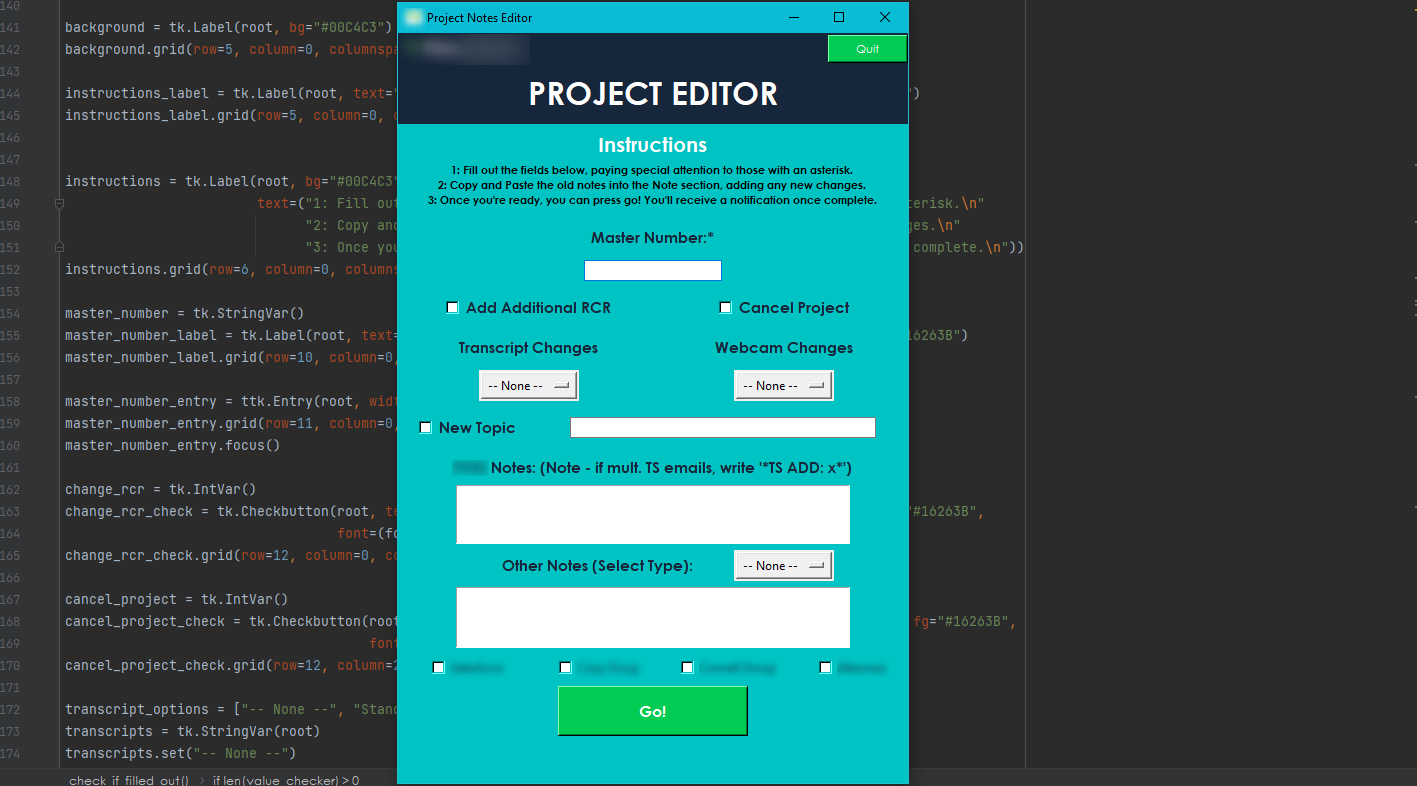 140
141 background = tk.Label(root, bg="#00C4C3")
142 background.grid(row=5, column=0, columnspa
143
144 instructions_label = tk.Label(root, text=" ")
145 instructions_label.grid(row=5, column=0,
146
147
148 instructions = tk.Label(root, bg="#00C4C3"
149 text=("1: Fill out terisk.\n"
150 "2: Copy and ges.\n"
151 "3: Once you complete.\n"))
152 instructions.grid(row=6, column=0, columns
153
154 master_number = tk.StringVar()
155 master_number_label = tk.Label(root, text= 16263B")
156 master_number_label.grid(row=10, column=0,
157
158 master_number_entry = ttk.Entry(root, widt
159 master_number_entry.grid(row=11, column=0,
160 master_number_entry.focus()
161
162 change_rcr = tk.IntVar()
163 change_rcr_check = tk.Checkbutton(root, te "#16263B",
164 font=(fo
165 change_rcr_check.grid(row=12, column=0, co
166
167 cancel_project = tk.IntVar()
168 cancel_project_check = tk.Checkbutton(root fg="#16263B",
169 font
170 cancel_project_check.grid(row=12, column=2
171
172 transcript_options = ["-- None --", "Stand
173 transcripts = tk.StringVar(root)
174 transcripts.set("-- None --")
check_if_filled_out() › if len(value_checker) > 0
Project Notes Editor
Quit
PROJECT EDITOR
Instructions
1: Fill out the fields below, paying special attention to those with an asterisk.
2: Copy and Paste the old notes into the Note section, adding any new changes.
3: Once you're ready, you can press go! You'll receive a notification once complete.
Master Number:*
Add Additional RCR Cancel Project
Transcript Changes Webcam Changes
-- None -- -- None --
New Topic
Notes: (Note - if mult. TS emails, write '*TS ADD: x*')
Other Notes (Select Type): -- None --
Go!